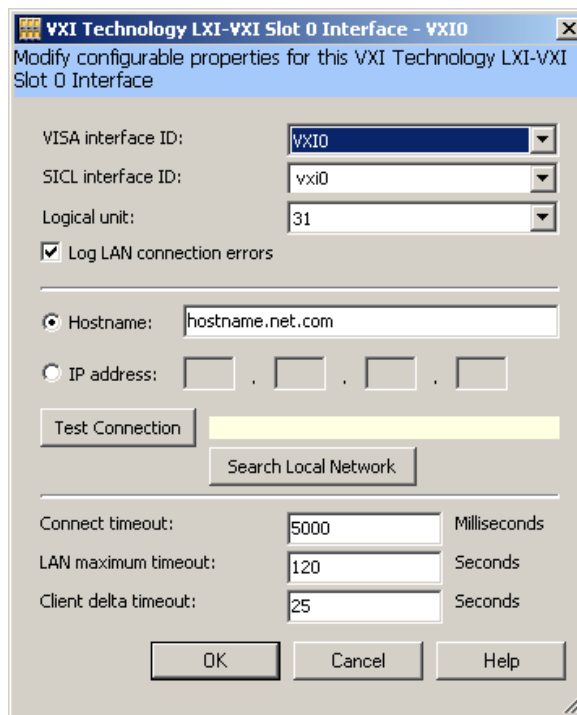 VXI Technology LXI-VXI Slot 0 Interface - VXI0
Modify configurable properties for this VXI Technology LXI-VXI
Slot 0 Interface
VISA interface ID: VXI0
SICL interface ID: vxi0
Logical unit: 31
Log LAN connection errors
Hostname: hostname.net.com
IP address: . . .
Test Connection
Search Local Network
Connect timeout: 5000 Milliseconds
LAN maximum timeout: 120 Seconds
Client delta timeout: 25 Seconds
OK Cancel Help